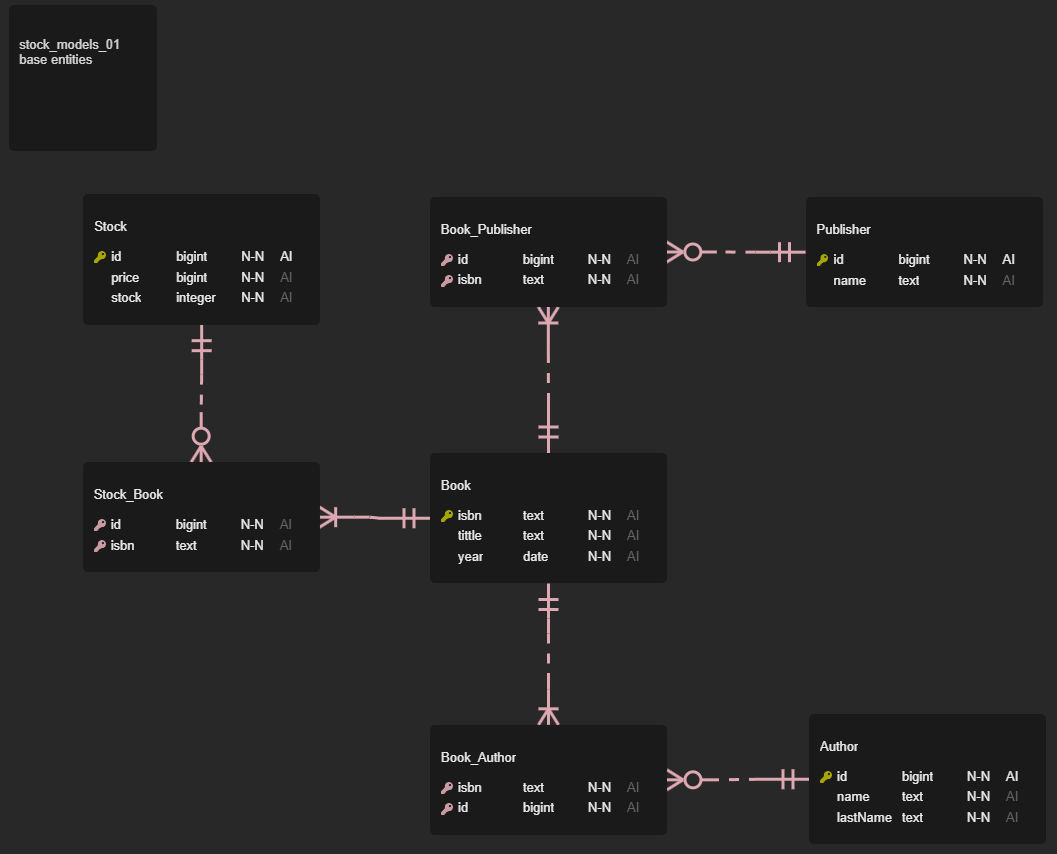 stock_models_01
base entities
Stock
id bigint N-N AI
price bigint N-N AI
stock integer N-N AI
Book_Publisher
id bigint N-N AI
isbn text N-N AI
Publisher
id bigint N-N AI
name text N-N AI
Stock_Book
id bigint N-N AI
isbn text N-N AI
Book
isbn text N-N AI
tittle text N-N AI
year date N-N AI
Book_Author
isbn text N-N AI
id bigint N-N AI
Author
id bigint N-N AI
name text N-N AI
lastName text N-N AI